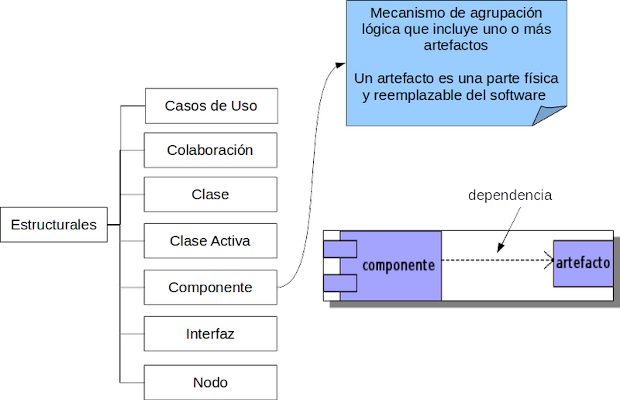 Mecanismo de agrupación
lógica que incluye uno o más
artefactos
Un artefacto es una parte física
y reemplazable del software
Casos de Uso
Colaboración
Clase
Estructurales
Clase Activa
Componente
Interfaz
Nodo
dependencia
componente
artefacto